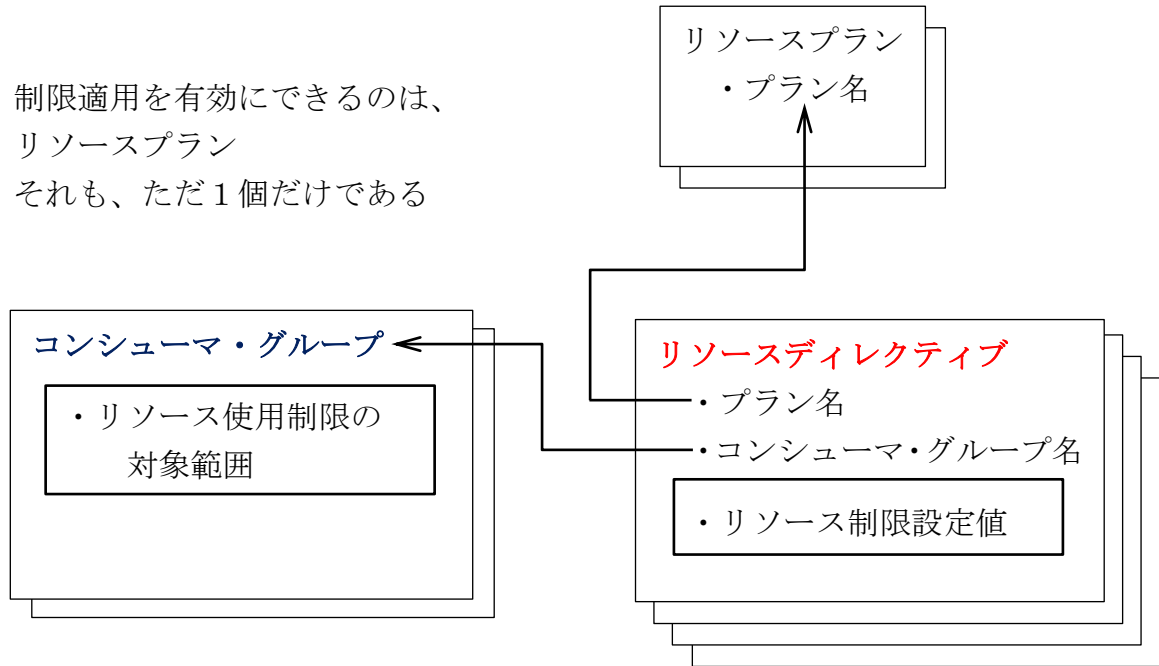 リソースプラン
・プラン名
制限適用を有効にできるのは、
リソースプラン
それも、ただ１個だけである
コンシューマ・グループ
・リソース使用制限の
対象範囲
リソースディレクティブ
・プラン名
・コンシューマ・グループ名
・リソース制限設定値